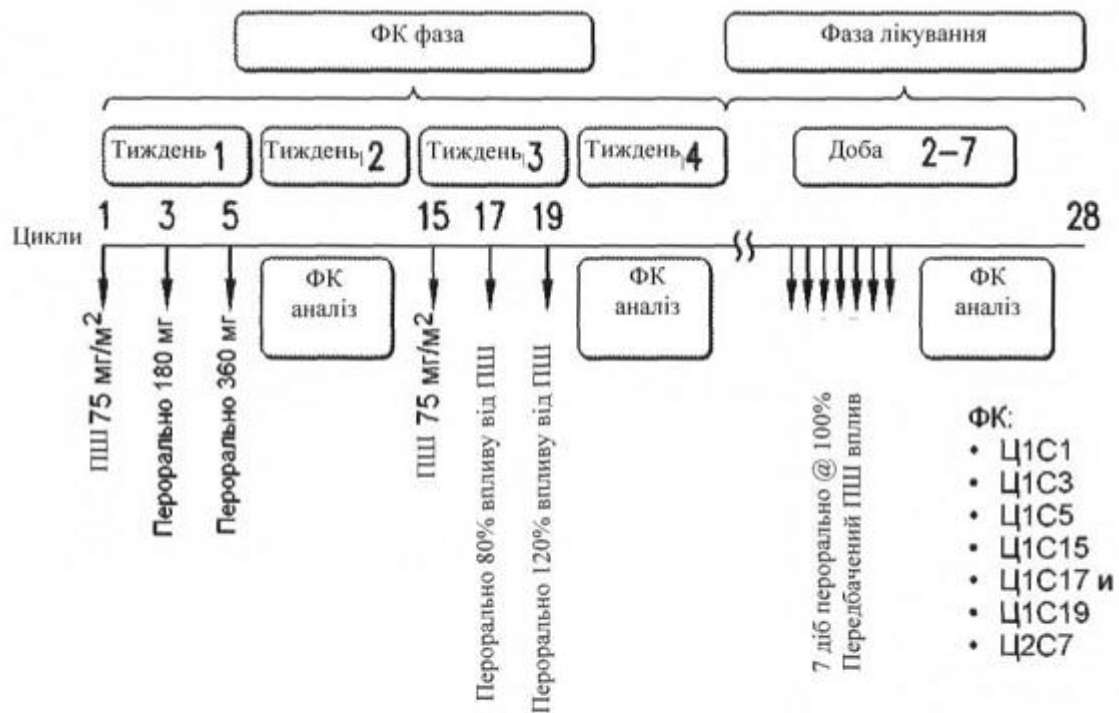 ФК фаза
Фаза лікування
Тиждень 1
Тиждень 2
Тиждень 3
Тиждень 4
Доба 2–7
Цикли
1
3
5
15
17
19
28
ФК
аналіз
ФК
аналіз
ФК
аналіз
ПШ 75 мг/м²
Перорально 180 мг
Перорально 360 мг
ПШ 75 мг/м²
Перорально 80% впливу від ПШ
Перорально 120% впливу від ПШ
7 діб перорально @ 100%
Передбачений ПШ вплив
ФК:
• Ц1С1
• Ц1С3
• Ц1С5
• Ц1С15
• Ц1С17 и
• Ц1С19
• Ц2С7